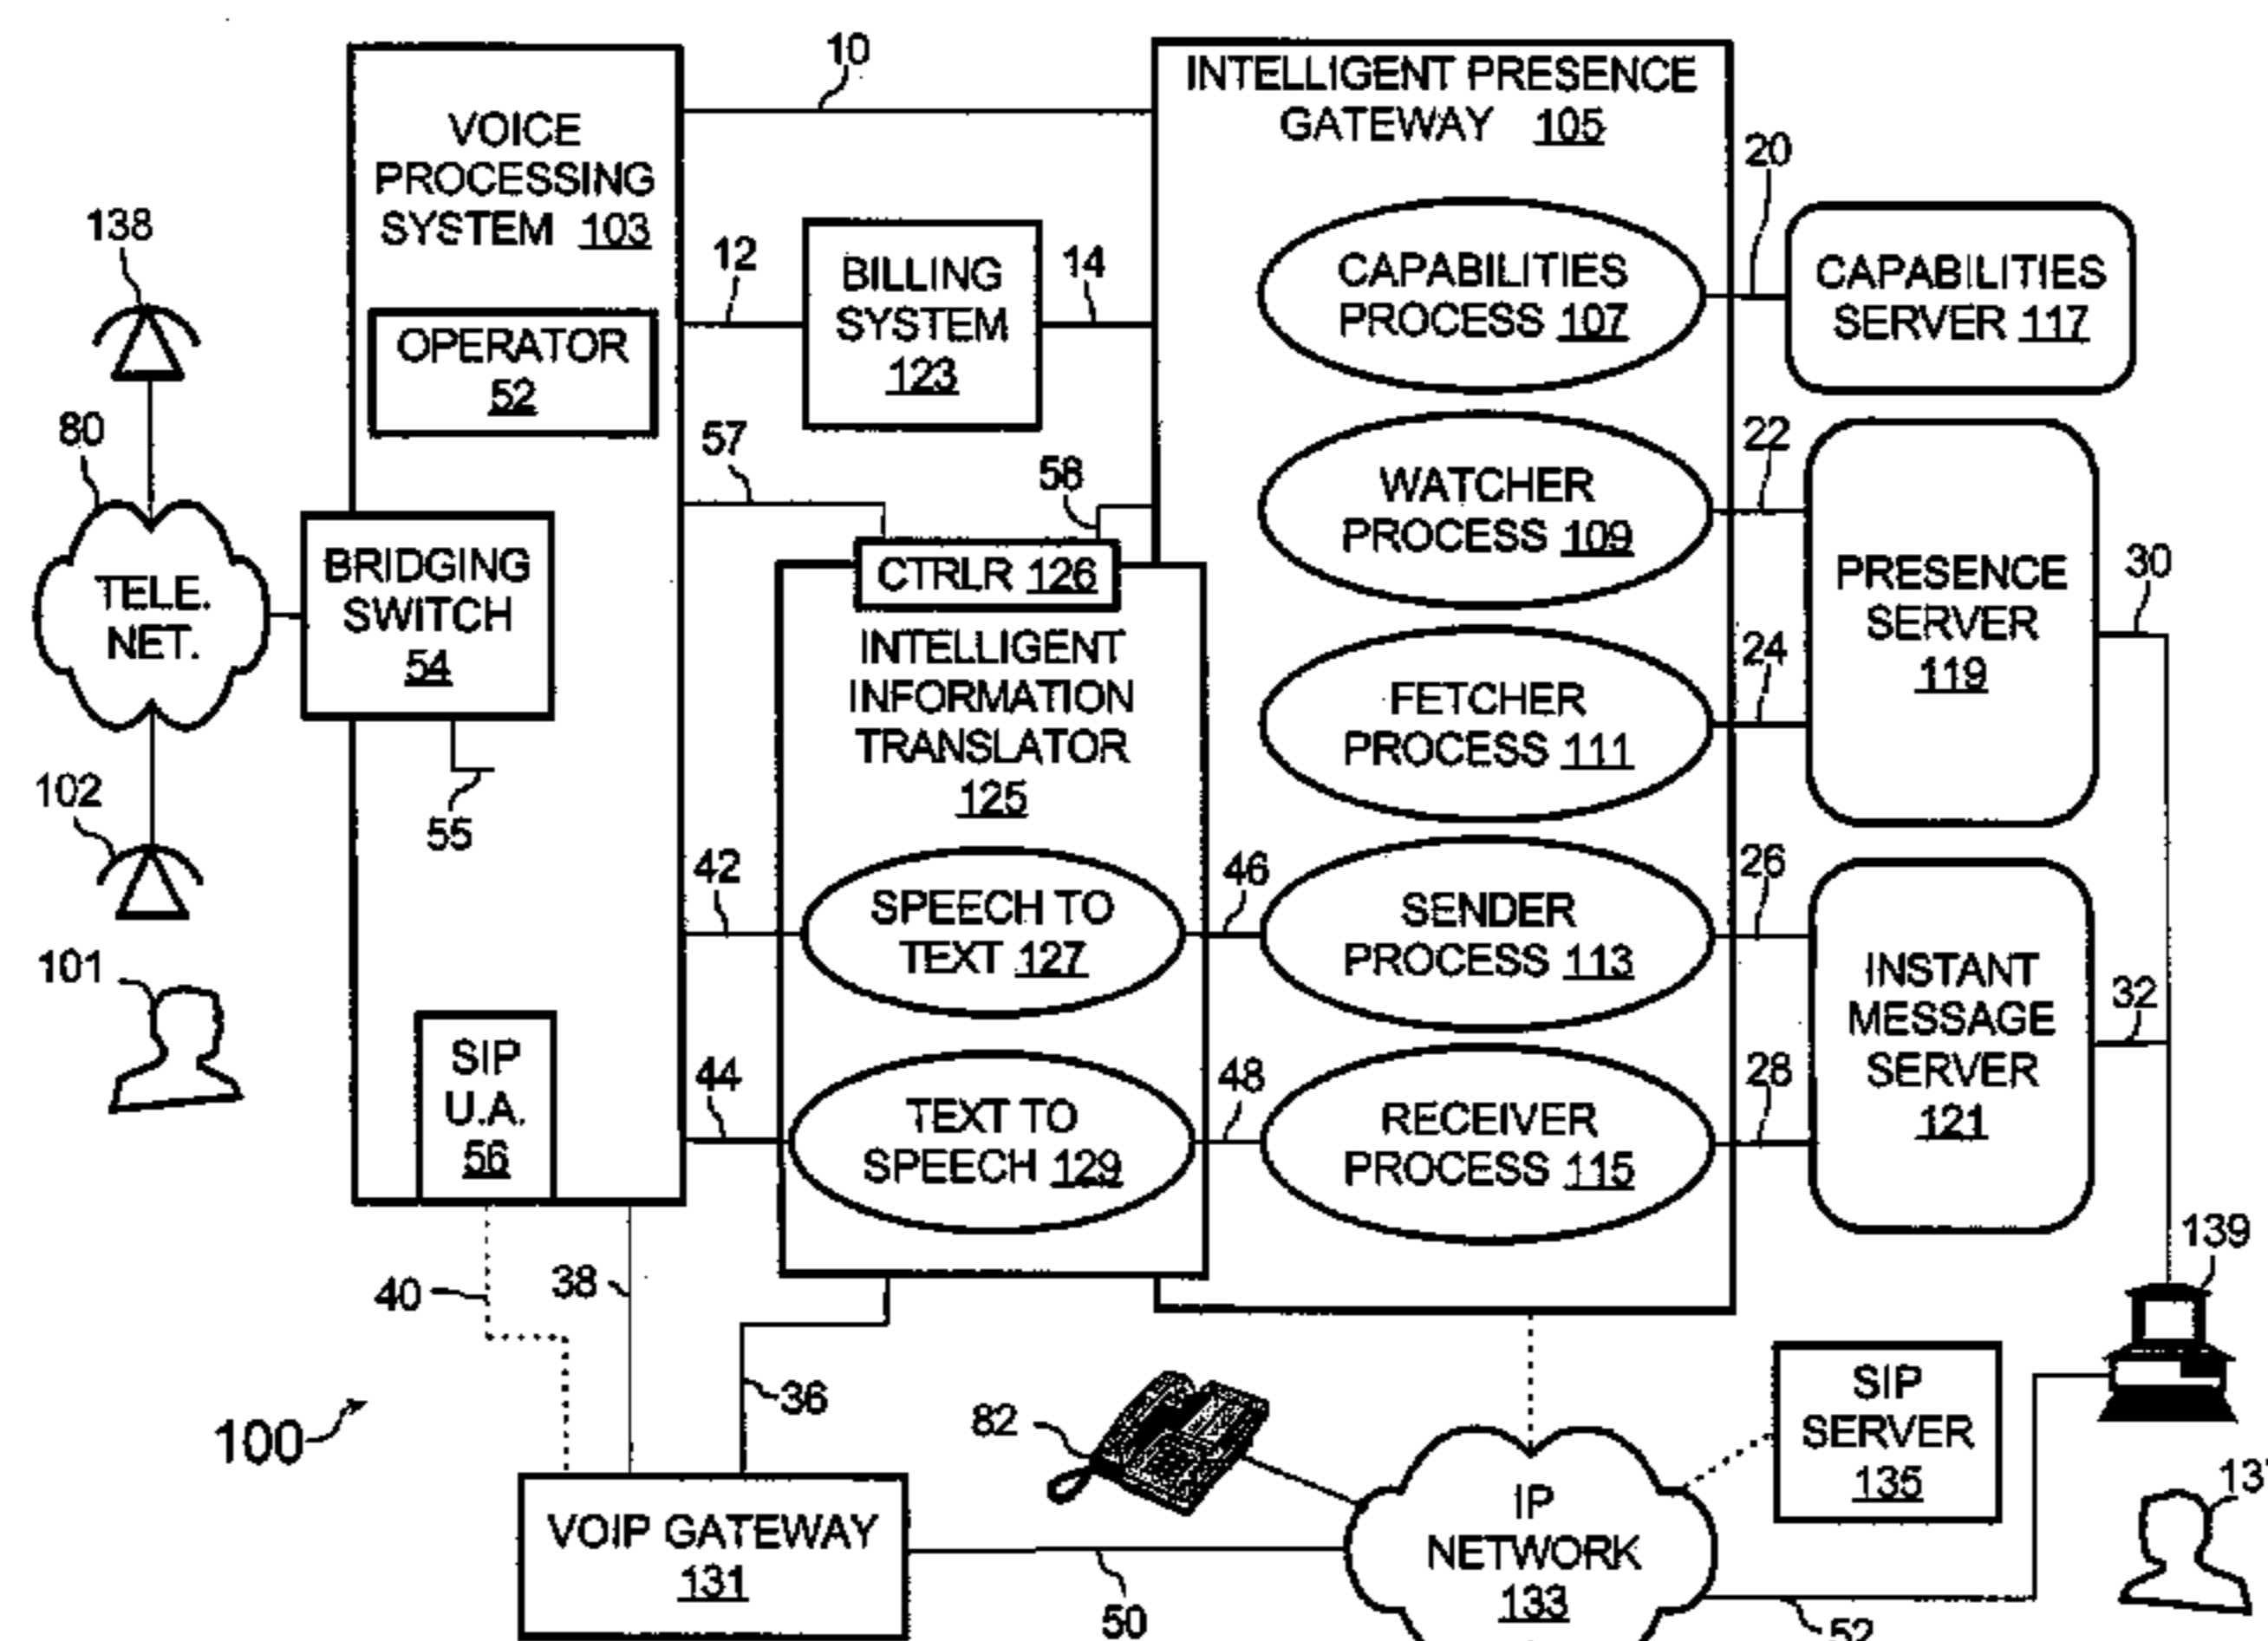 10
VOICE
PROCESSING
SYSTEM 103
INTELLIGENT PRESENCE
GATEWAY 105
138
12
BILLING
SYSTEM
123
14
CAPABILITIES
PROCESS 107
20
CAPABILITIES
SERVER 117
OPERATOR
52
80
57
58
WATCHER
PROCESS 109
22
TELE.
NET.
BRIDGING
SWITCH
54
55
CTRLR 126
INTELLIGENT
INFORMATION
TRANSLATOR
125
FETCHER
PROCESS 111
24
PRESENCE
SERVER
119
30
102
101
42
SPEECH TO
TEXT 127
46
SENDER
PROCESS 113
26
INSTANT
MESSAGE
SERVER
121
32
SIP
U.A.
56
44
TEXT TO
SPEECH 129
48
RECEIVER
PROCESS 115
28
139
40
38
36
100
82
SIP
SERVER
135
VOIP GATEWAY
131
50
IP
NETWORK
133
52